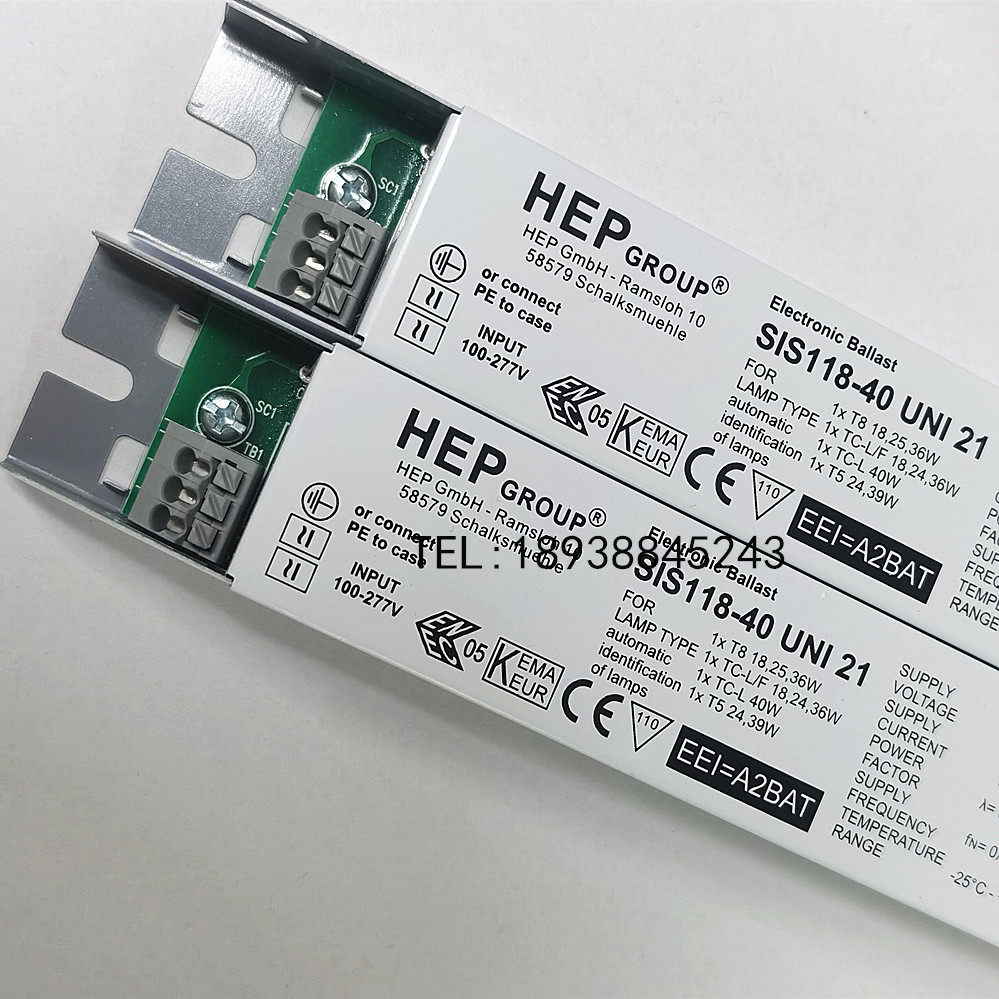 SC1
HEP GROUP®
HEP GmbH - Ramsloh 10
58579 Schalksmuehle
or connect
PE to case
INPUT
100-277V
ENEC 05
KEMA
KEUR
Electronic Ballast
SIS118-40 UNI 21
FOR
LAMP TYPE
automatic
identification
of lamps
1x T8 18,25,36W
1x TC-L/F 18,24,36W
1x TC-L 40W
1x T5 24,39W
CE
110
EEI=A2BAT
RANGE
SC1
TB1
HEP GROUP®
HEP GmbH - Ramsloh 10
58579 Schalksmuehle
or connect
PE to case
INPUT
100-277V
TEL:18938845243
ENEC 05
KEMA
KEUR
Electronic Ballast
SIS118-40 UNI 21
FOR
LAMP TYPE
automatic
identification
of lamps
1x T8 18,25,36W
1x TC-L/F 18,24,36W
1x TC-L 40W
1x T5 24,39W
CE
110
EEI=A2BAT
SUPPLY
VOLTAGE
SUPPLY
CURRENT
POWER
FACTOR
SUPPLY
FREQUENCY
TEMPERATURE
RANGE
λ=
fN= 0/
-25°C -